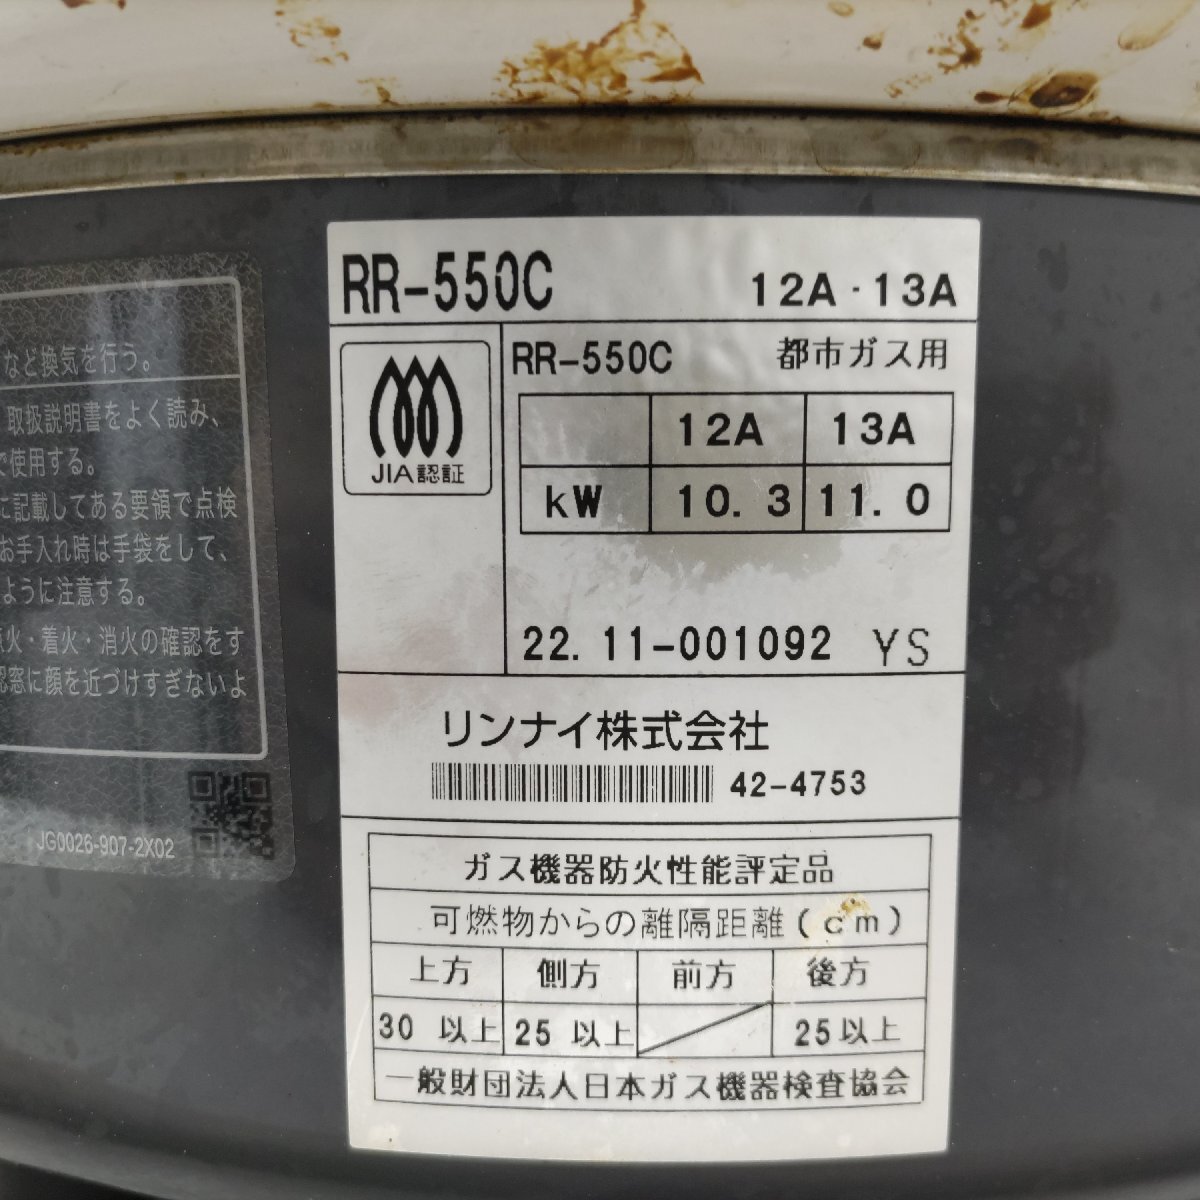 RR-550C 12A・13A
JIA認証
RR-550C 都市ガス用
12A 13A
kW 10.3 11.0
22.11-001092 YS
リンナイ株式会社
42-4753
ガス機器防火性能評定品
可燃物からの離隔距離(cm)
上方 側方 前方 後方
30 以上 25 以上 25以上
一般財団法人日本ガス機器検査協会
など換気を行う。
取扱説明書をよく読み、
で使用する。
に記載してある要領で点検
お手入れ時は手袋をして、
ように注意する。
点火・着火・消火の確認をす
認窓に顔を近づけすぎないよ
JG0026-907-2X02